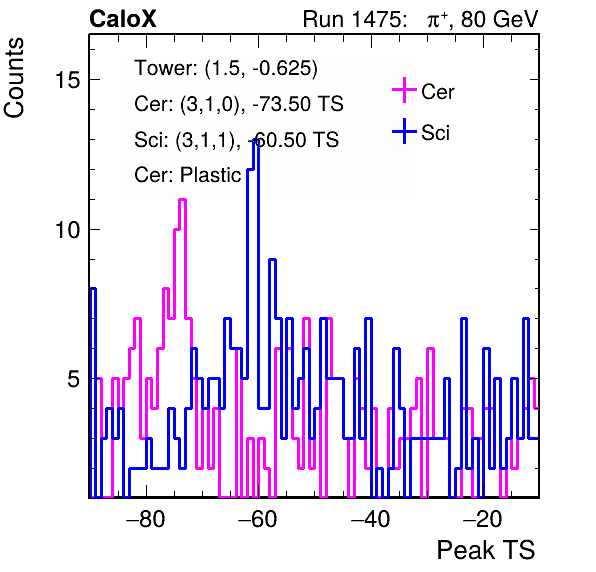 CaloX Run 1475: π⁺, 80 GeV
Counts
Tower: (1.5, -0.625)
Cer: (3,1,0), -73.50 TS
Sci: (3,1,1), -60.50 TS
Cer: Plastic
Cer
Sci
15
10
5
−80 −60 −40 −20
Peak TS